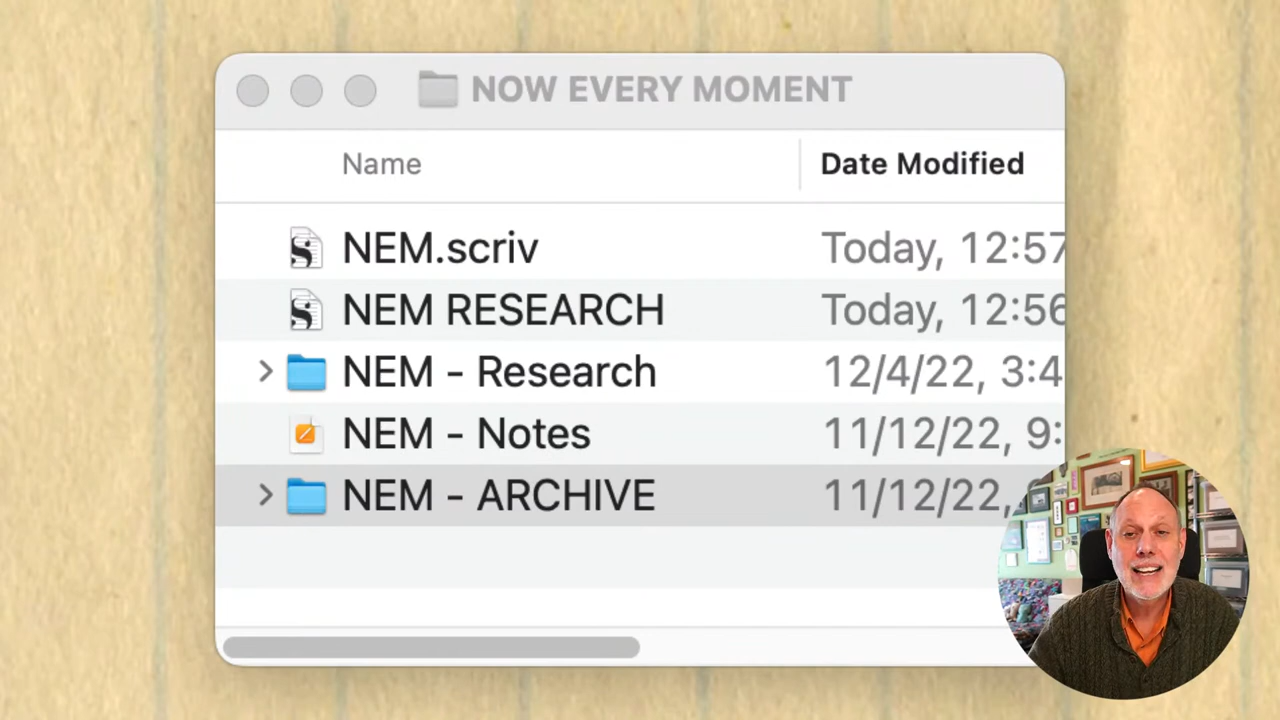 NOW EVERY MOMENT
Name Date Modified
NEM.scriv Today, 12:57
NEM RESEARCH Today, 12:56
NEM - Research 12/4/22, 3:4
NEM - Notes 11/12/22, 9:
NEM - ARCHIVE 11/12/22,